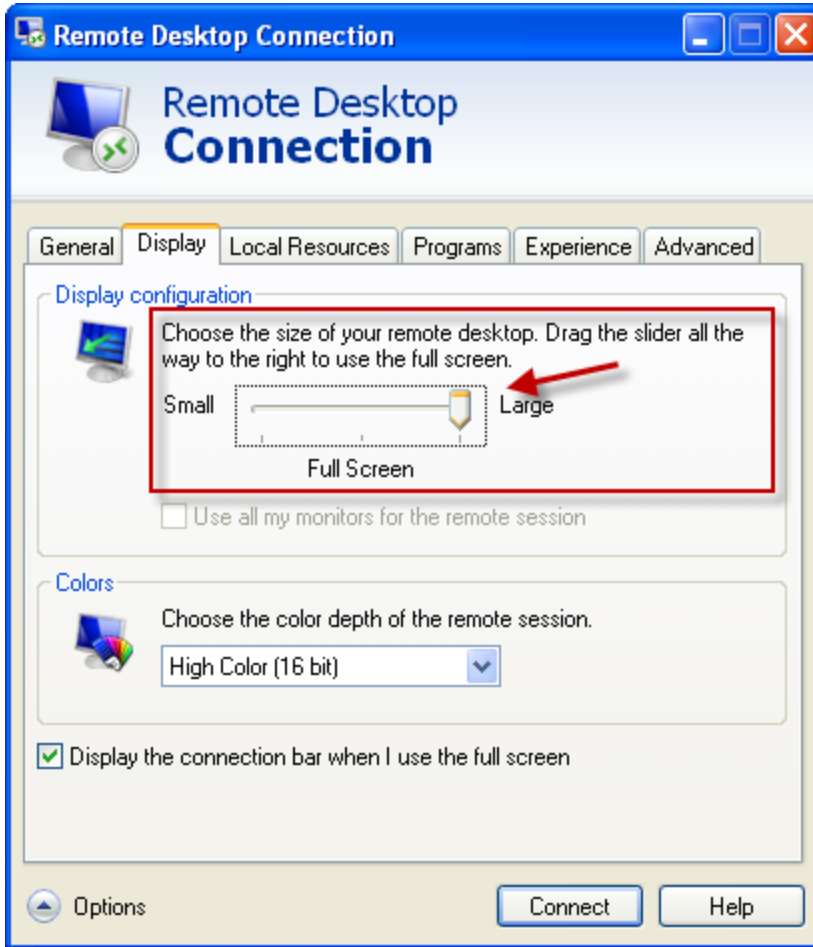 Remote Desktop Connection
Remote Desktop
Connection
General Display Local Resources Programs Experience Advanced
Display configuration
Choose the size of your remote desktop. Drag the slider all the
way to the right to use the full screen.
Small Large
Full Screen
Use all my monitors for the remote session
Colors
Choose the color depth of the remote session.
High Color (16 bit)
Display the connection bar when I use the full screen
Options Connect Help